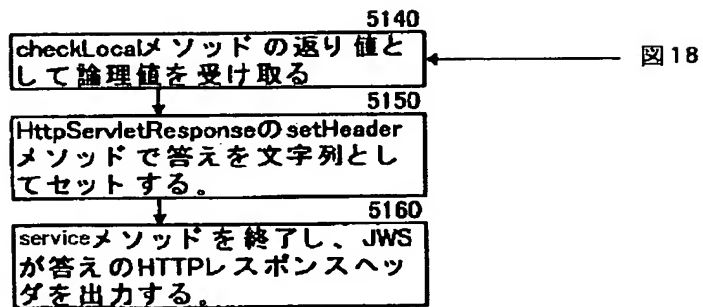 5140
checkLocalメソッドの返り値と
して論理値を受け取る
図18
5150
HttpServletResponseのsetHeader
メソッドで答えを文字列とし
てセットする。
5160
serviceメソッドを終了し、JWS
が答えのHTTPレスポンスヘッ
ダを出力する。